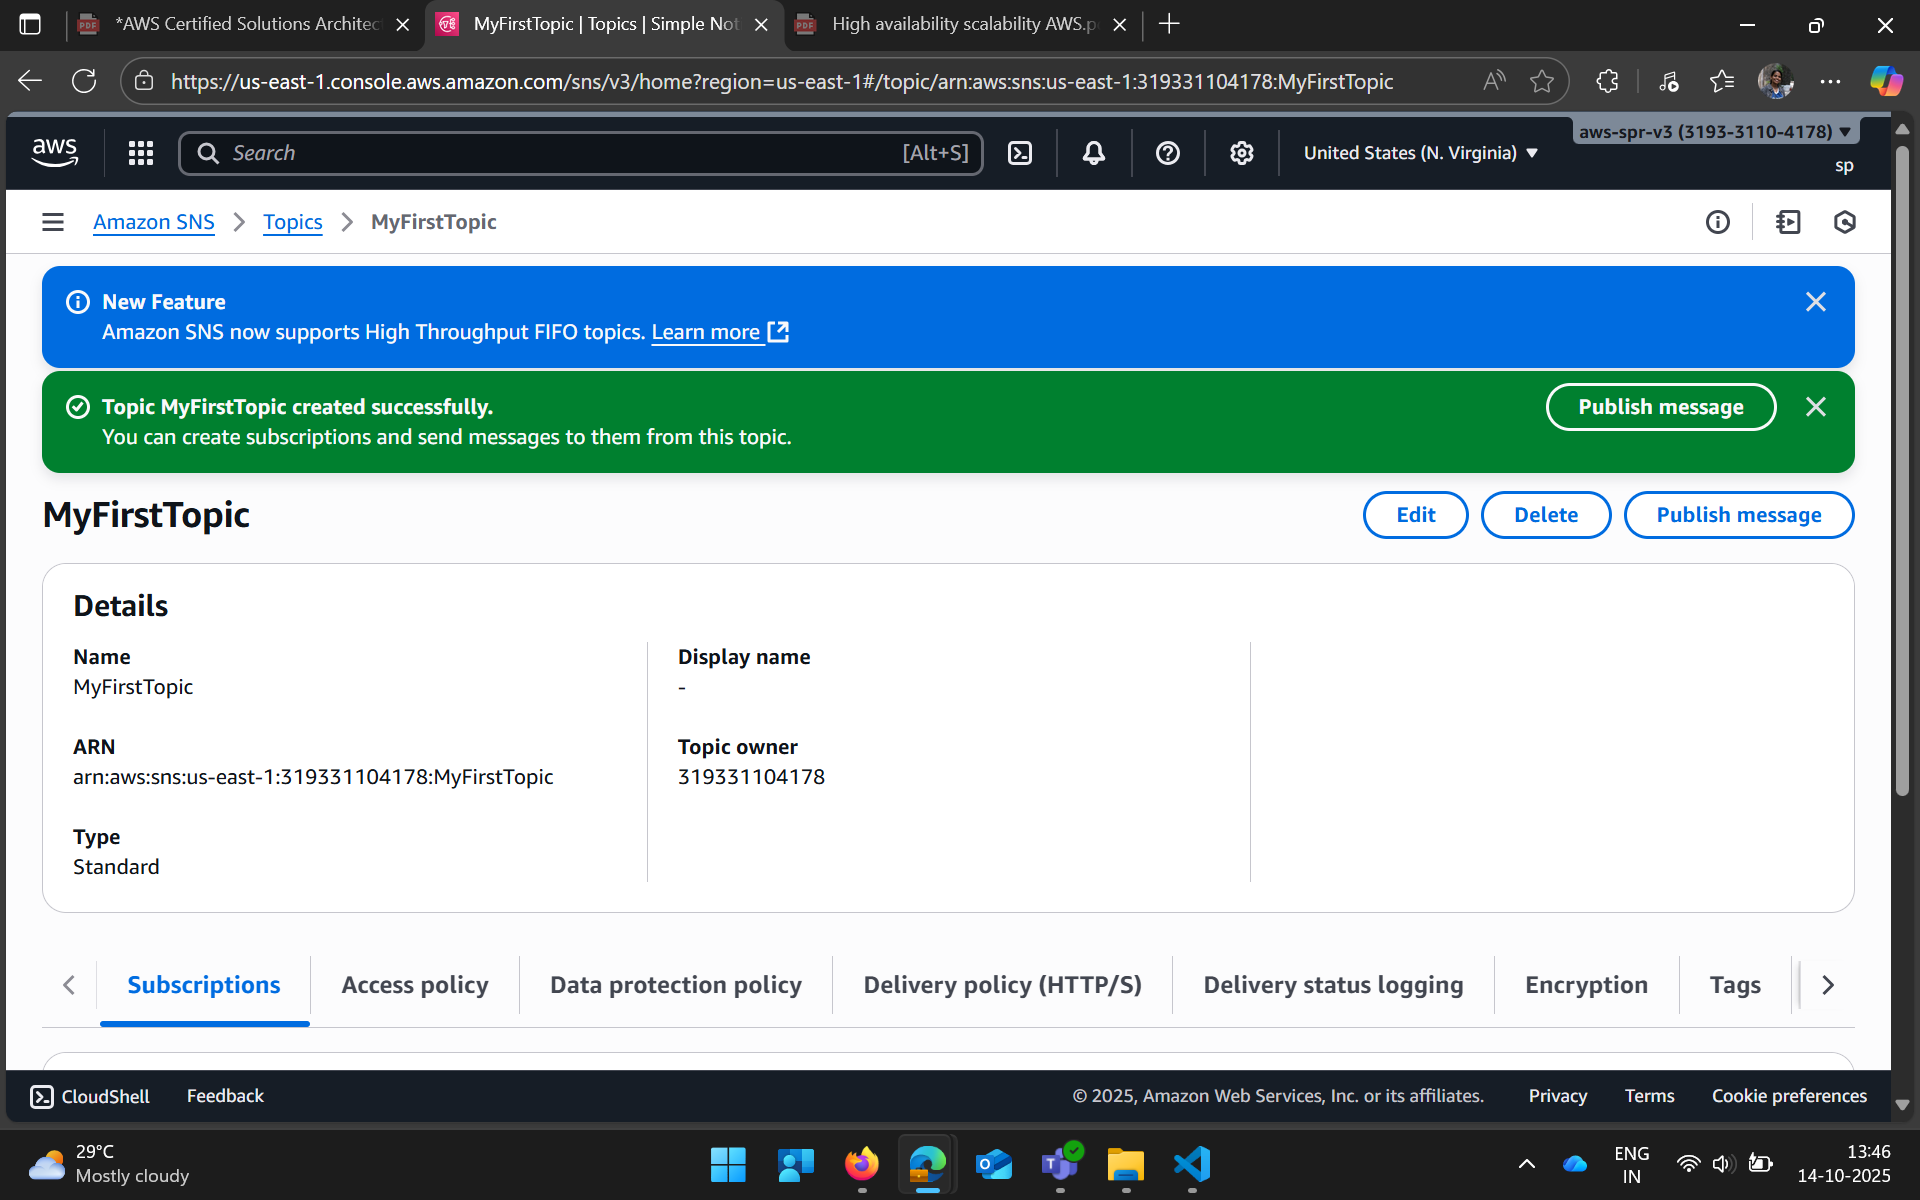 *AWS Certified Solutions Architec
MyFirstTopic | Topics | Simple Not
High availability scalability AWS.p
https://us-east-1.console.aws.amazon.com/sns/v3/home?region=us-east-1#/topic/arn:aws:sns:us-east-1:319331104178:MyFirstTopic
aws
Search
[Alt+S]
United States (N. Virginia)
aws-spr-v3 (3193-3110-4178)
sp
Amazon SNS
Topics
MyFirstTopic
New Feature
Amazon SNS now supports High Throughput FIFO topics. Learn more
Topic MyFirstTopic created successfully.
You can create subscriptions and send messages to them from this topic.
Publish message
MyFirstTopic
Edit
Delete
Publish message
Details
Name
MyFirstTopic
Display name
-
ARN
arn:aws:sns:us-east-1:319331104178:MyFirstTopic
Topic owner
319331104178
Type
Standard
Subscriptions
Access policy
Data protection policy
Delivery policy (HTTP/S)
Delivery status logging
Encryption
Tags
CloudShell
Feedback
© 2025, Amazon Web Services, Inc. or its affiliates.
Privacy
Terms
Cookie preferences
29°C
Mostly cloudy
ENG
IN
13:46
14-10-2025